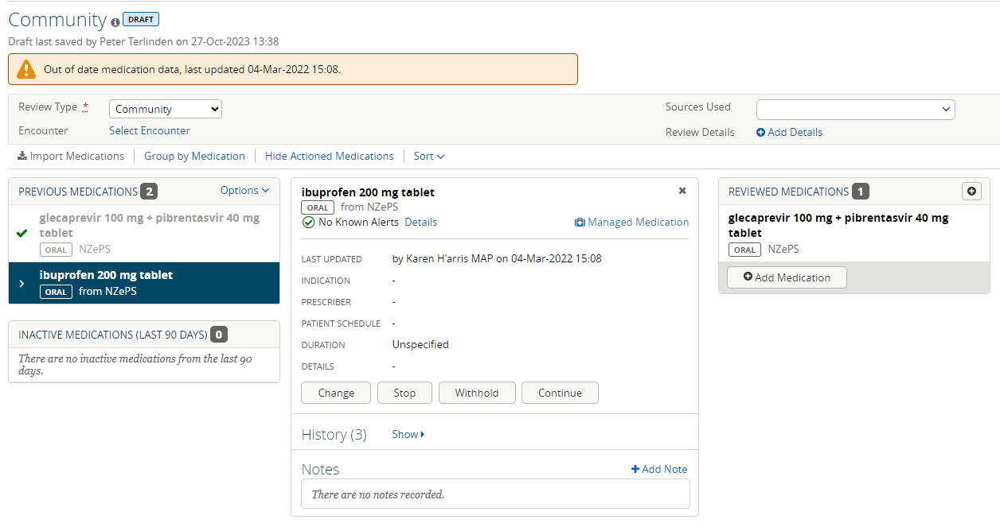 Community DRAFT
Draft last saved by Peter Terlinden on 27-Oct-2023 13:38
Out of date medication data, last updated 04-Mar-2022 15:08.
Review Type * Community
Sources Used
Encounter Select Encounter
Review Details Add Details
Import Medications Group by Medication Hide Actioned Medications Sort
PREVIOUS MEDICATIONS 2 Options
glecaprevir 100 mg + pibrentasvir 40 mg
tablet
ORAL NZePS
ibuprofen 200 mg tablet
ORAL from NZePS
INACTIVE MEDICATIONS (LAST 90 DAYS) 0
There are no inactive medications from the last 90
days.
ibuprofen 200 mg tablet
ORAL from NZePS
No Known Alerts Details Managed Medication
LAST UPDATED by Karen H'arris MAP on 04-Mar-2022 15:08
INDICATION -
PRESCRIBER -
PATIENT SCHEDULE -
DURATION Unspecified
DETAILS -
Change Stop Withhold Continue
History (3) Show
Notes Add Note
There are no notes recorded.
REVIEWED MEDICATIONS 1
glecaprevir 100 mg + pibrentasvir 40 mg
tablet
ORAL NZePS
Add Medication